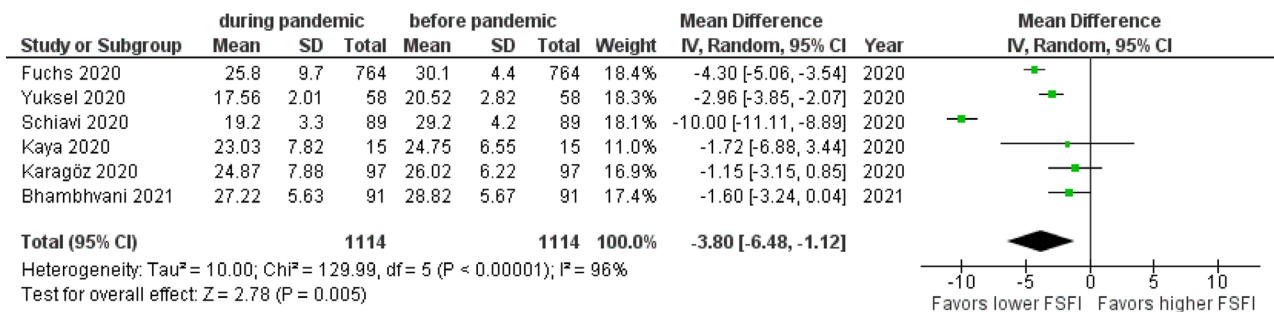 during pandemic before pandemic Mean Difference Mean Difference
Study or Subgroup Mean SD Total Mean SD Total Weight IV, Random, 95% CI Year IV, Random, 95% CI
Fuchs 2020 25.8 9.7 764 30.1 4.4 764 18.4% -4.30 [-5.06, -3.54] 2020
Yuksel 2020 17.56 2.01 58 20.52 2.82 58 18.3% -2.96 [-3.85, -2.07] 2020
Schiavi 2020 19.2 3.3 89 29.2 4.2 89 18.1% -10.00 [-11.11, -8.89] 2020
Kaya 2020 23.03 7.82 15 24.75 6.55 15 11.0% -1.72 [-6.88, 3.44] 2020
Karagöz 2020 24.87 7.88 97 26.02 6.22 97 16.9% -1.15 [-3.15, 0.85] 2020
Bhambhvani 2021 27.22 5.63 91 28.82 5.67 91 17.4% -1.60 [-3.24, 0.04] 2021
Total (95% CI) 1114 1114 100.0% -3.80 [-6.48, -1.12]
Heterogeneity: Tau² = 10.00; Chi² = 129.99, df = 5 (P < 0.00001); I² = 96%
Test for overall effect: Z = 2.78 (P = 0.005)
-10 -5 0 5 10
Favors lower FSFI Favors higher FSFI